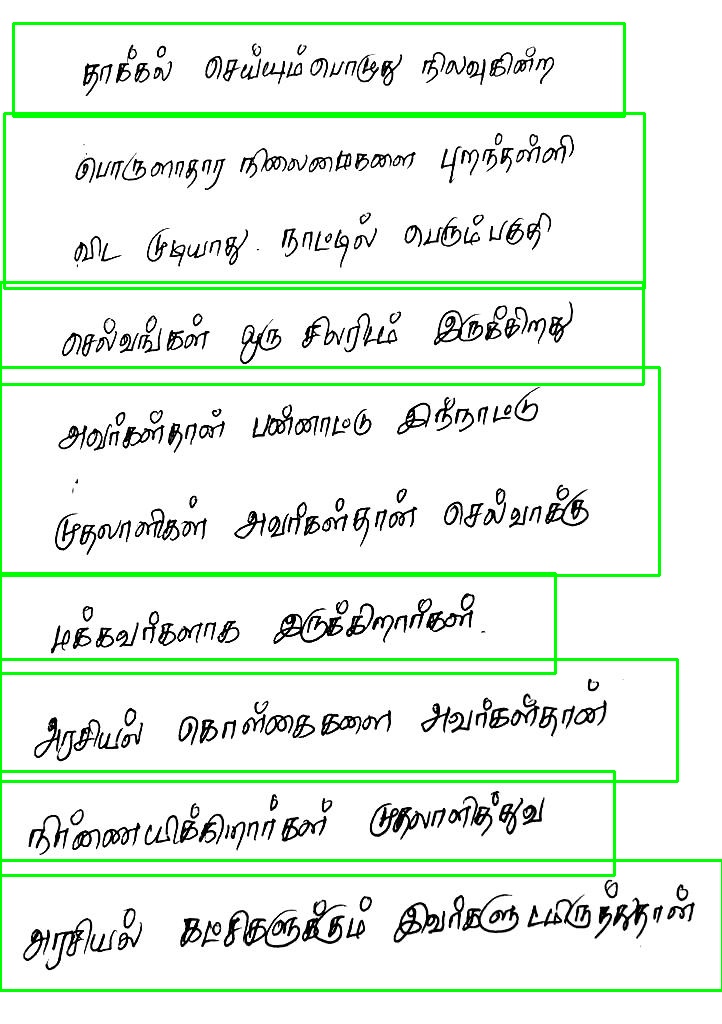 தாக்கல் செய்யும்பொழுது நிலவுகின்ற
பொருளாதார நிலைமைகளை புறந்தள்ளி
விட முடியாது. நாட்டில் பெரும்பகுதி
செல்வங்கள் ஒரு சிலரிடம் இருக்கிறது
அவர்கள்தான் பன்னாட்டு இந்நாட்டு
முதலாளிகள் அவர்கள்தான் செல்வாக்கு
மிக்கவர்களாக இருக்கிறார்கள்.
அரசியல் கொள்கைகளை அவர்கள்தான்
நிர்ணையிக்கிறார்கள் முதலாளித்துவ
அரசியல் கட்சிகளுக்கும் இவர்களுடமிருந்துதான்